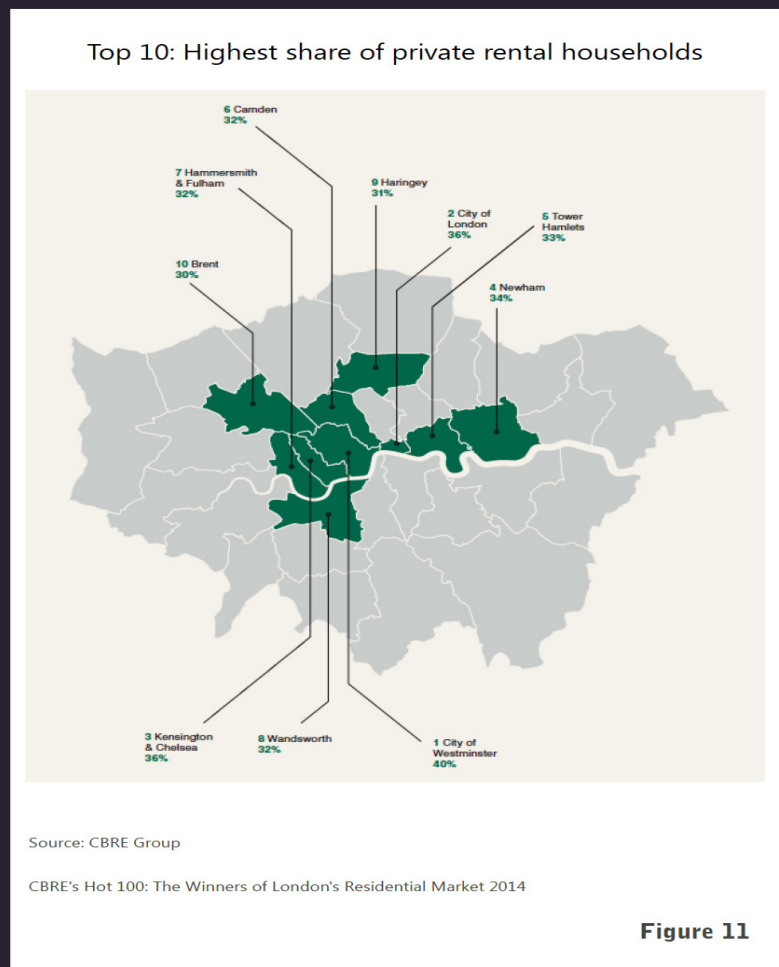 Top 10: Highest share of private rental households
6 Camden
32%
7 Hammersmith
& Fulham
32%
9 Haringey
31%
2 City of
London
36%
5 Tower
Hamlets
33%
10 Brent
30%
4 Newham
34%
3 Kensington
& Chelsea
36%
8 Wandsworth
32%
1 City of
Westminster
40%
Source: CBRE Group
CBRE's Hot 100: The Winners of London's Residential Market 2014
Figure 11